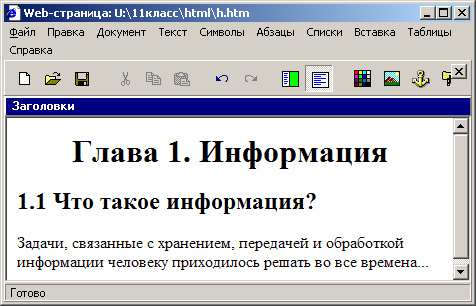 Web-страница: U:\11класс\html\h.htm
Файл Правка Документ Текст Символы Абзацы Списки Вставка Таблицы
Справка
Заголовки
Глава 1. Информация
1.1 Что такое информация?
Задачи, связанные с хранением, передачей и обработкой
информации человеку приходилось решать во все времена...
Готово